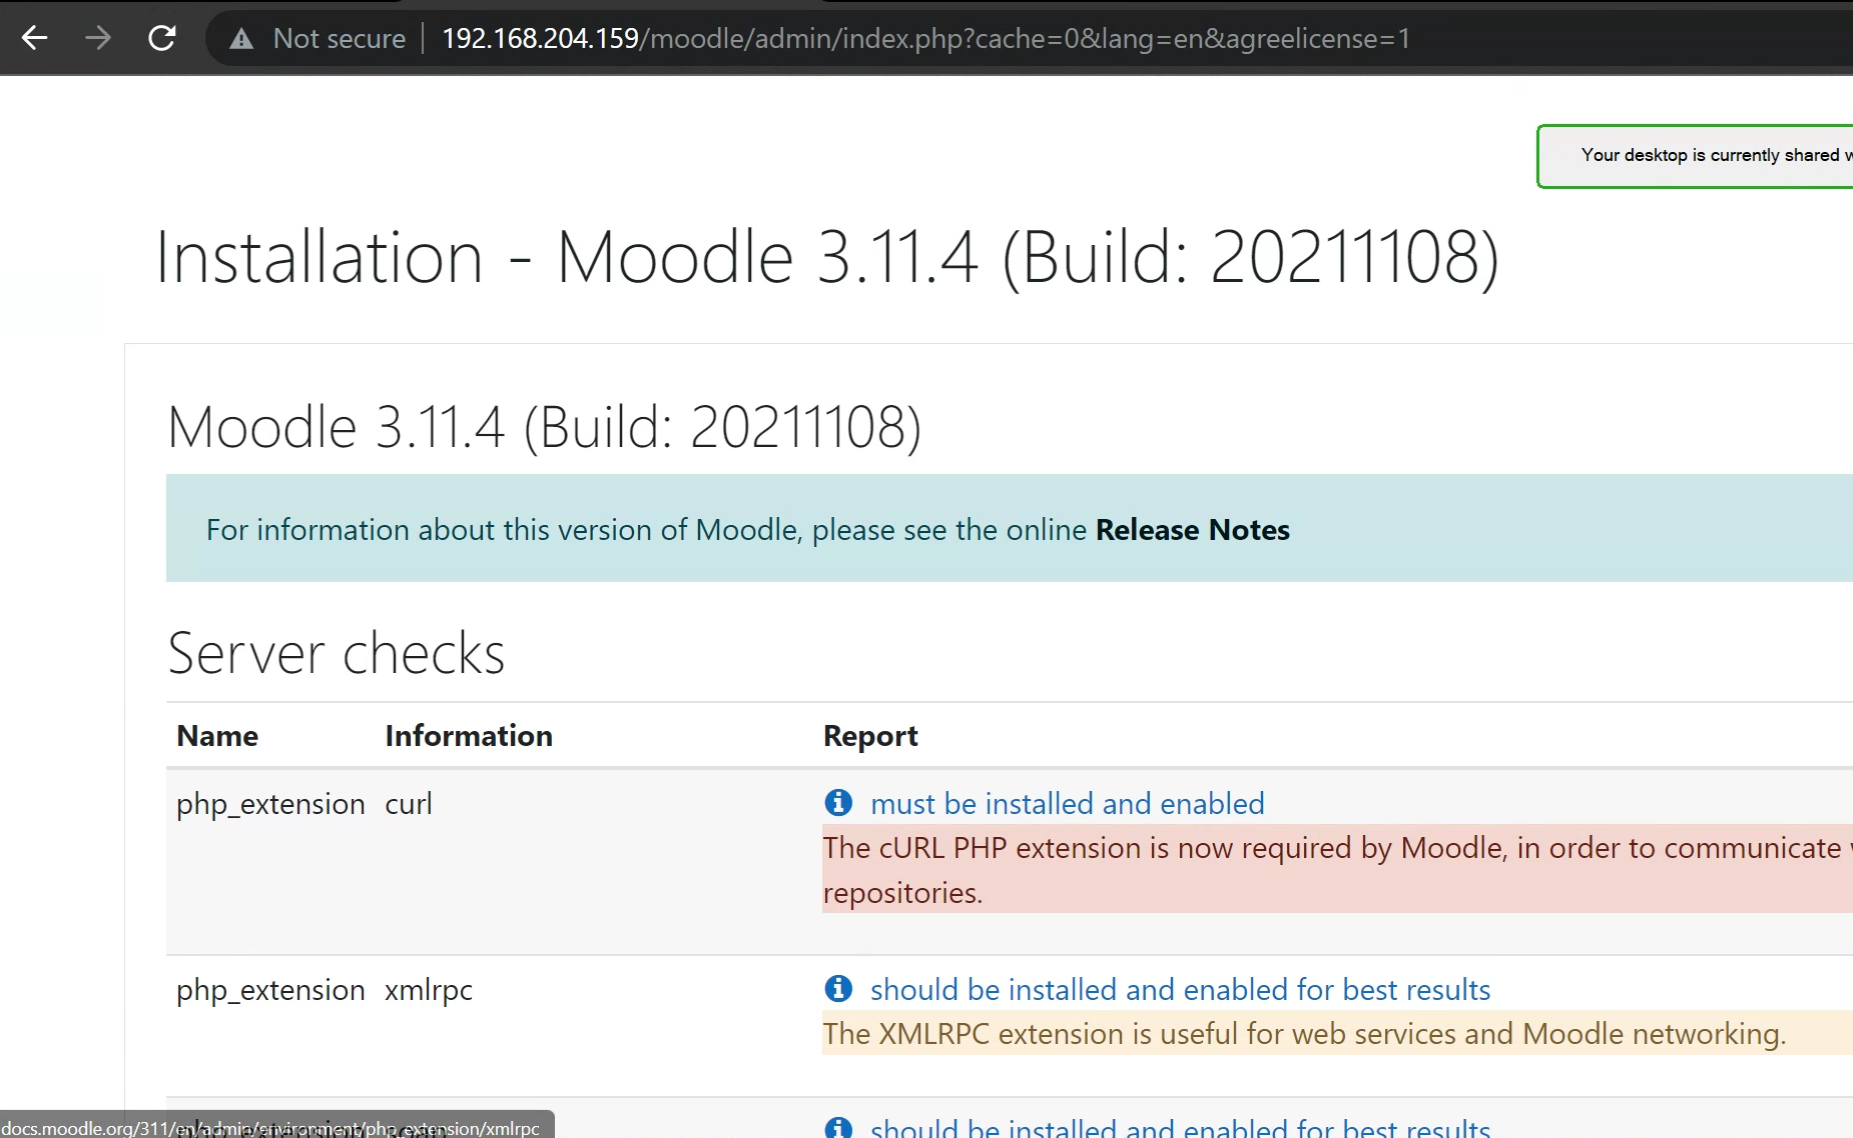 Not secure 192.168.204.159/moodle/admin/index.php?cache=0&lang=en&agreelicense=1
Your desktop is currently shared
Installation - Moodle 3.11.4 (Build: 20211108)
Moodle 3.11.4 (Build: 20211108)
For information about this version of Moodle, please see the online Release Notes
Server checks
Name Information Report
php_extension curl must be installed and enabled
The cURL PHP extension is now required by Moodle, in order to communicate
repositories.
php_extension xmlrpc should be installed and enabled for best results
The XMLRPC extension is useful for web services and Moodle networking.
should be installed and enabled for best results
docs.moodle.org/311/en/admin/environment/php_extension/xmlrpc